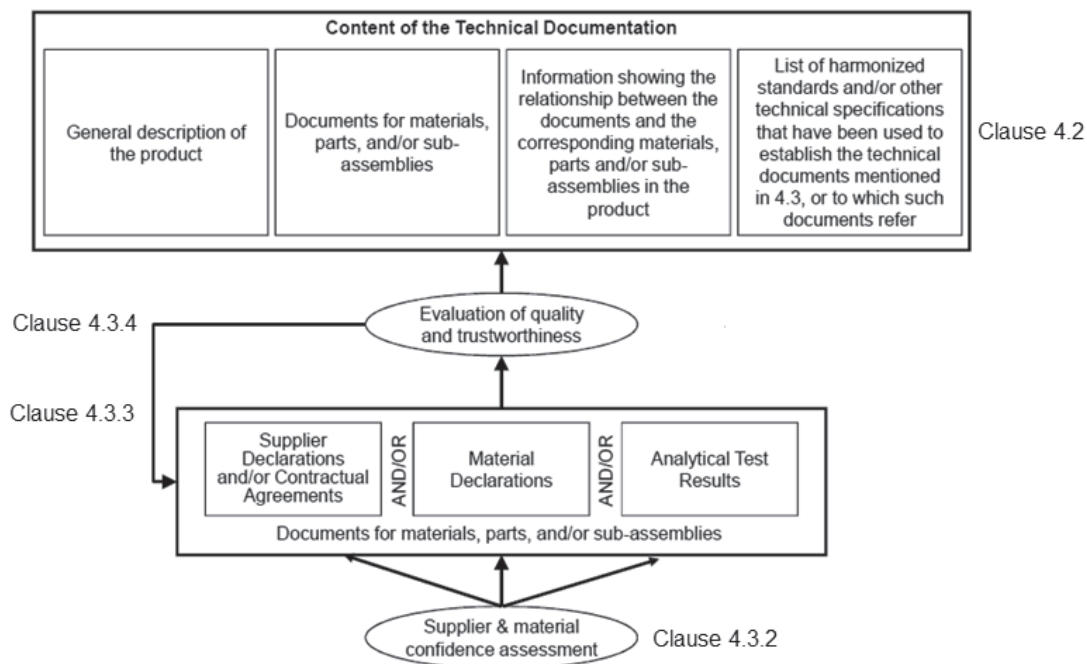 Content of the Technical Documentation
General description of
the product
Documents for materials,
parts, and/or sub-
assemblies
Information showing the
relationship between the
documents and the
corresponding materials,
parts and/or sub-
assemblies in the
product
List of harmonized
standards and/or other
technical specifications
that have been used to
establish the technical
documents mentioned
in 4.3, or to which such
documents refer
Clause 4.2
Clause 4.3.4
Evaluation of quality
and trustworthiness
Clause 4.3.3
Supplier
Declarations
and/or Contractual
Agreements
AND/OR
Material
Declarations
AND/OR
Analytical Test
Results
Documents for materials, parts, and/or sub-assemblies
Supplier & material
confidence assessment
Clause 4.3.2